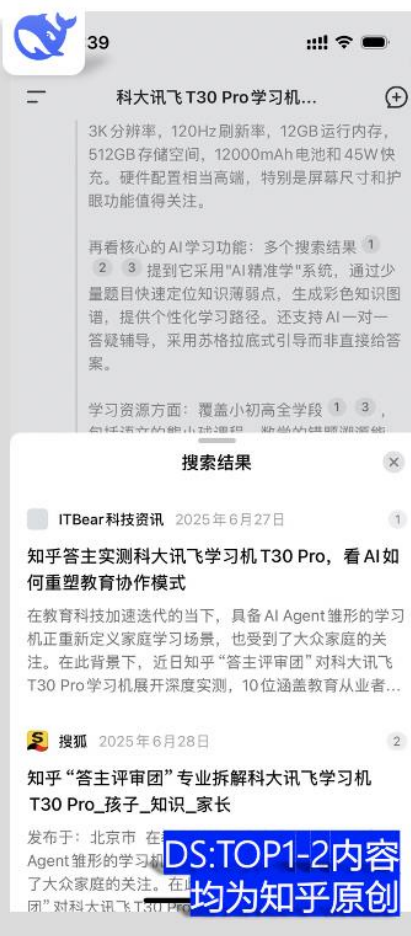 39
科大讯飞 T30 Pro学习机...
3K分辨率，120Hz刷新率，12GB运行内存，
512GB存储空间，12000mAh电池和45W快
充。硬件配置相当高端，特别是屏幕尺寸和护
眼功能值得关注。
再看核心的AI学习功能：多个搜索结果 1
2 3 提到它采用"AI精准学"系统，通过少
量题目快速定位知识薄弱点，生成彩色知识图
谱，提供个性化学习路径。还支持AI一对一
答疑辅导，采用苏格拉底式引导而非直接给答
案。
学习资源方面：覆盖小初高全学段 1 3 ，
搜索结果
ITBear科技资讯 2025年6月27日 1
知乎答主实测科大讯飞学习机 T30 Pro，看 AI 如
何重塑教育协作模式
在教育科技加速迭代的当下，具备AI Agent雏形的学习
机正重新定义家庭学习场景，也受到了大众家庭的关
注。在此背景下，近日知乎“答主评审团”对科大讯飞
T30 Pro学习机展开深度实测，10位涵盖教育从业者...
搜狐 2025年6月28日 2
知乎“答主评审团”专业拆解科大讯飞学习机
T30 Pro_孩子_知识_家长
发布于：北京市 在
Agent雏形的学习机
了大众家庭的关注。在
团”对科大讯飞T30 Pro
DS:TOP1-2内容
均为知乎原创